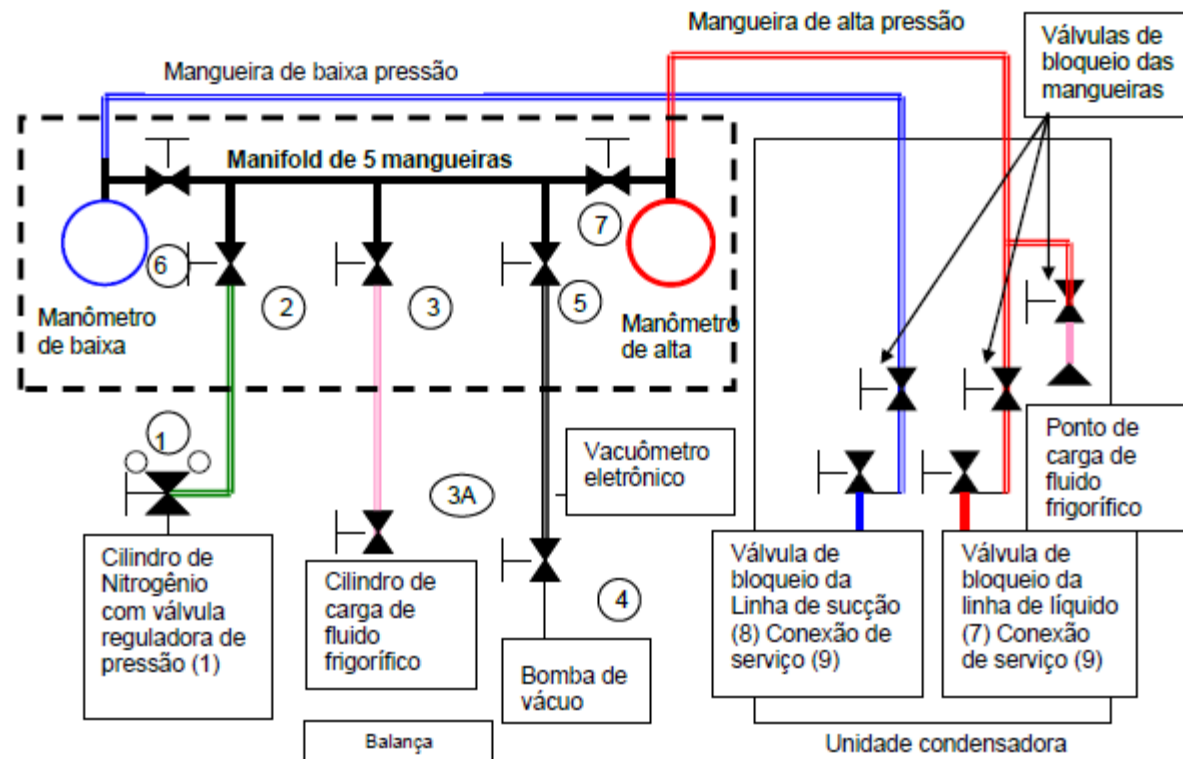 Mangueira de alta pressão
Mangueira de baixa pressão
Válvulas de
bloqueio das
mangueiras
Manifold de 5 mangueiras
7
6
2
3
5
Manômetro
de baixa
Manômetro
de alta
1
3A
4
Vacuômetro
eletrônico
Ponto de
carga de
fluido
frigorífico
Cilindro de
Nitrogênio
com válvula
reguladora de
pressão (1)
Cilindro de
carga de
fluido
frigorífico
Bomba de
vácuo
Válvula de
bloqueio da
Linha de sucção
(8) Conexão de
serviço (9)
Válvula de
bloqueio da
linha de líquido
(7) Conexão
de serviço (9)
Balança
Unidade condensadora